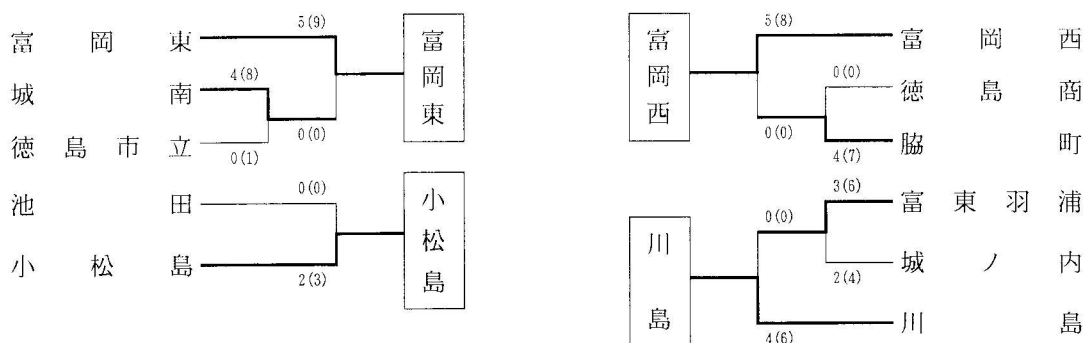 富岡東
5(9)
城南
4(8)
0(0)
徳島市立
0(1)
富岡東
池田
0(0)
小松島
2(3)
小松島
富岡西
5(8)
富岡西
0(0)
徳島商
0(0)
4(7)
脇町
3(6)
富東羽浦
0(0)
城ノ内
2(4)
川島
川島
4(6)